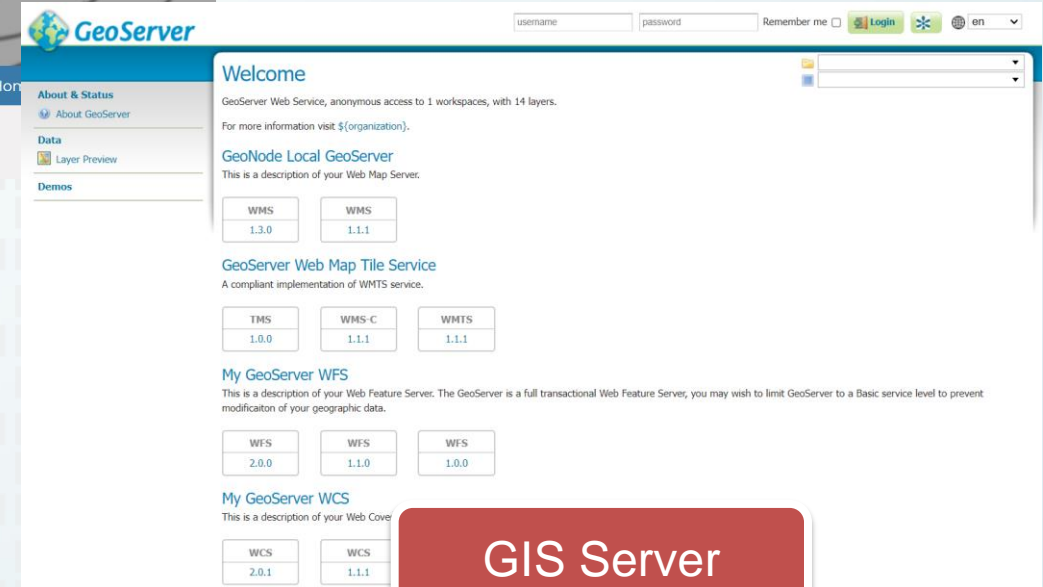 GeoServer
username
password
Remember me
Login
en
About & Status
About GeoServer
Data
Layer Preview
Demos
Welcome
GeoServer Web Service, anonymous access to 1 workspaces, with 14 layers.
For more information visit ${organization}.
GeoNode Local GeoServer
This is a description of your Web Map Server.
WMS WMS
1.3.0 1.1.1
GeoServer Web Map Tile Service
A compliant implementation of WMTS service.
TMS WMS-C WMTS
1.0.0 1.1.1 1.1.1
My GeoServer WFS
This is a description of your Web Feature Server. The GeoServer is a full transactional Web Feature Server, you may wish to limit GeoServer to a Basic service level to prevent
modificaiton of your geographic data.
WFS WFS WFS
2.0.0 1.1.0 1.0.0
My GeoServer WCS
This is a description of your Web
WCS WCS
2.0.1 1.1.1
GIS Server